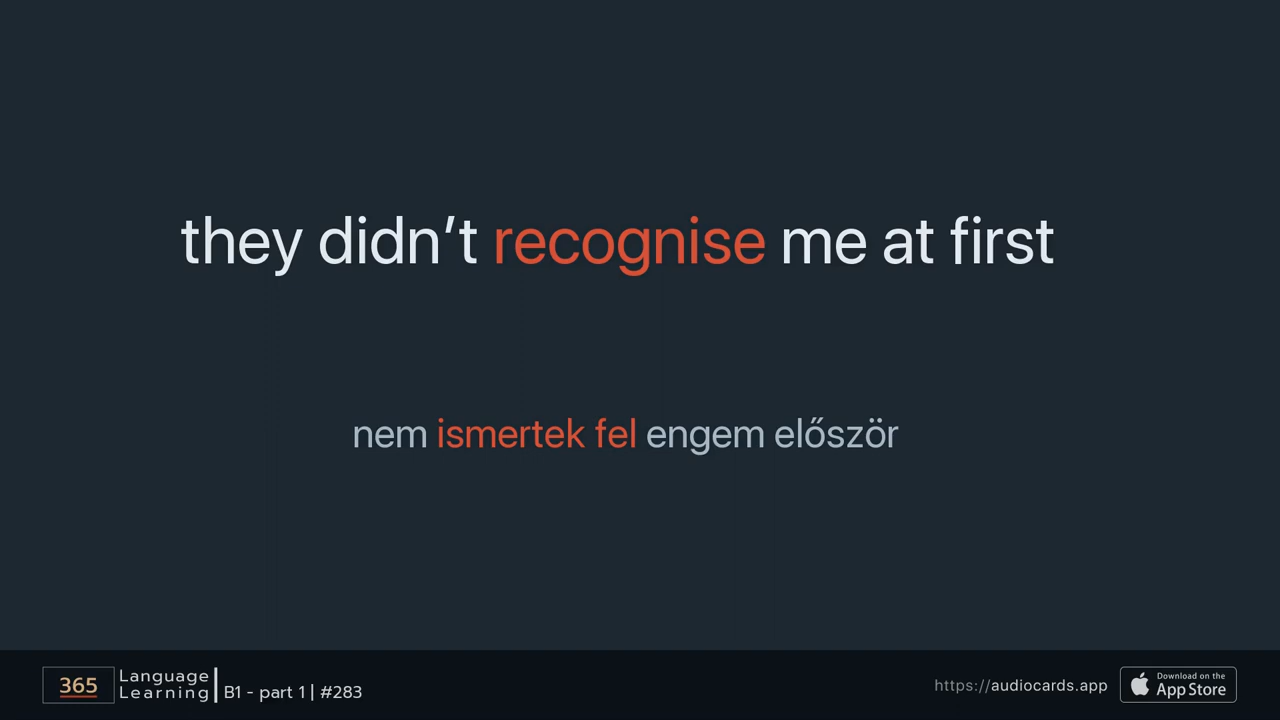 they didn’t recognise me at first
nem ismertek fel engem először
365 Language Learning B1 - part 1 | #283
https://audiocards.app
Download on the
App Store